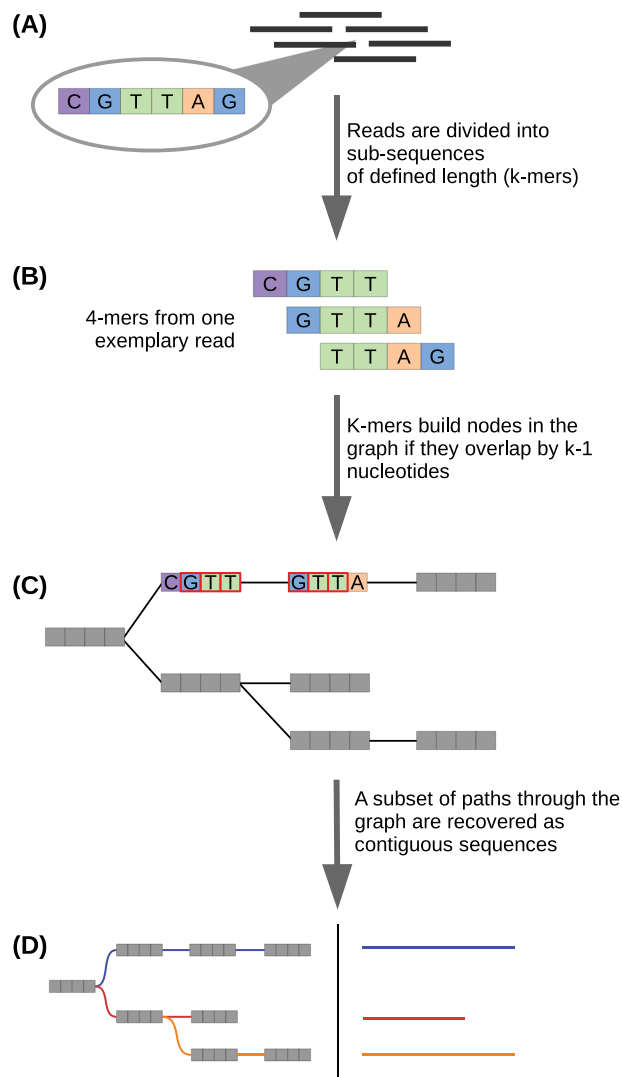 (A)
C G T T A G
Reads are divided into
sub-sequences
of defined length (k-mers)
(B)
C G T T
4-mers from one
exemplary read
G T T A
T T A G
K-mers build nodes in the
graph if they overlap by k-1
nucleotides
(C)
C G T T G T T A
A subset of paths through the
graph are recovered as
contiguous sequences
(D)